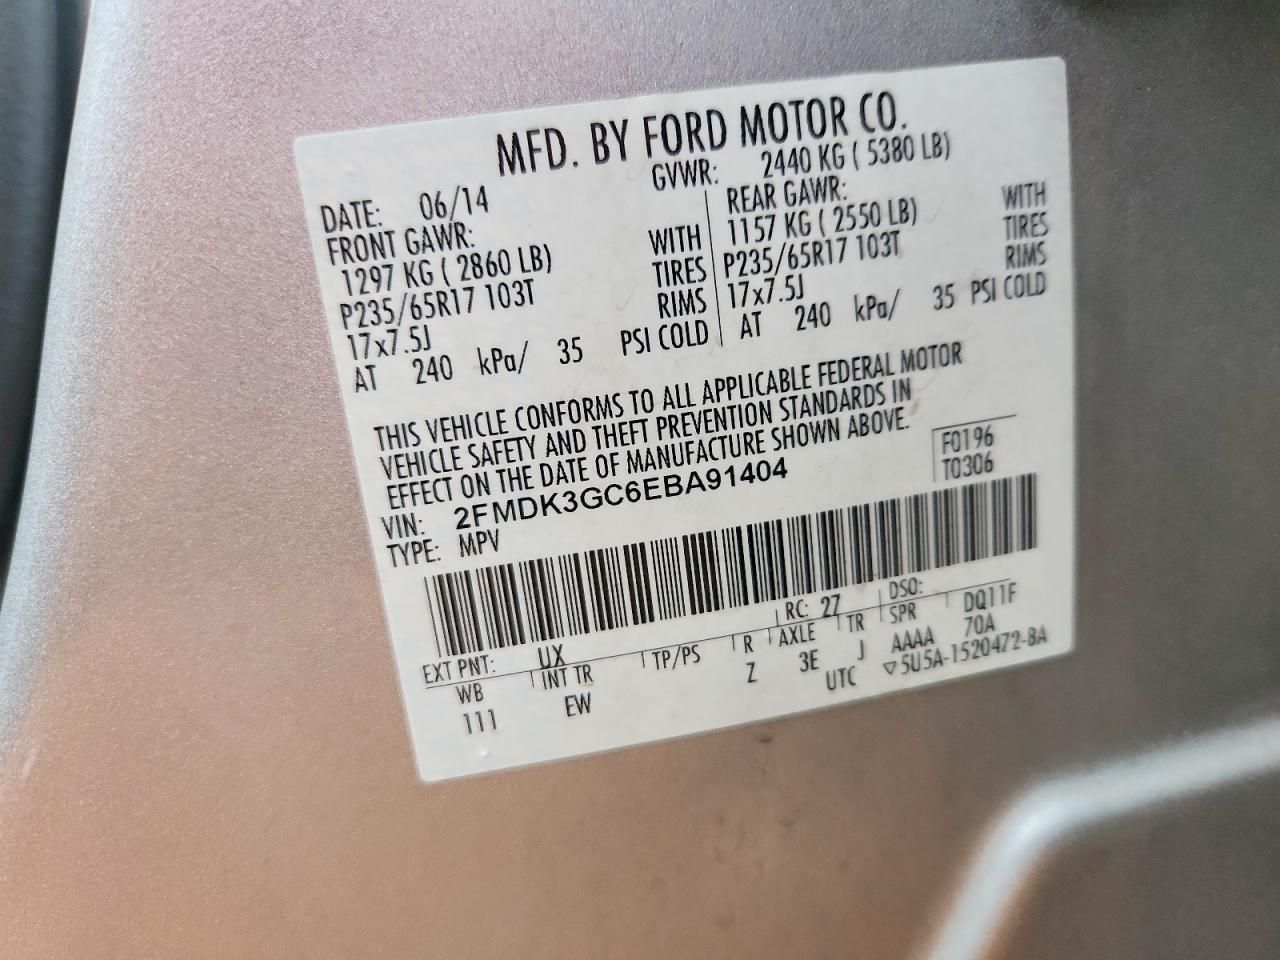 MFD. BY FORD MOTOR CO.
DATE: 06/14 GVWR: 2440 KG ( 5380 LB)
FRONT GAWR: REAR GAWR:
1297 KG ( 2860 LB) WITH 1157 KG ( 2550 LB) WITH
P235/65R17 103T TIRES P235/65R17 103T TIRES
17x7.5J RIMS 17x7.5J RIMS
AT 240 kPa/ 35 PSI COLD AT 240 kPa/ 35 PSI COLD
THIS VEHICLE CONFORMS TO ALL APPLICABLE FEDERAL MOTOR
VEHICLE SAFETY AND THEFT PREVENTION STANDARDS IN
EFFECT ON THE DATE OF MANUFACTURE SHOWN ABOVE.
F0196
T0306
VIN: 2FMDK3GC6EBA91404
TYPE: MPV
EXT PNT: UX RC: 27 DSO:
WB INT TR TP/PS R AXLE TR SPR DQ11F
111 EW Z 3E J AAAA 70A
UTC ▽5U5A-1520472-BA